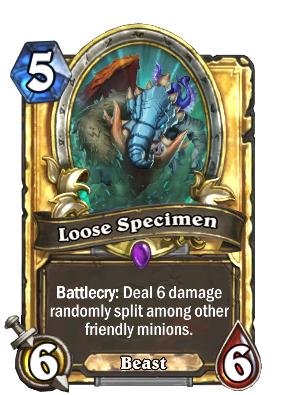 5
Loose Specimen
Battlecry: Deal 6 damage
randomly split among other
friendly minions.
6
Beast
6